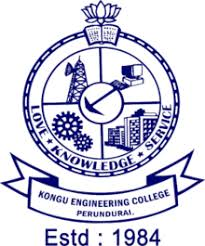 LOVE ★ KNOWLEDGE ★ SERVICE
KONGU ENGINEERING COLLEGE
PERUNDURAI.
Estd : 1984